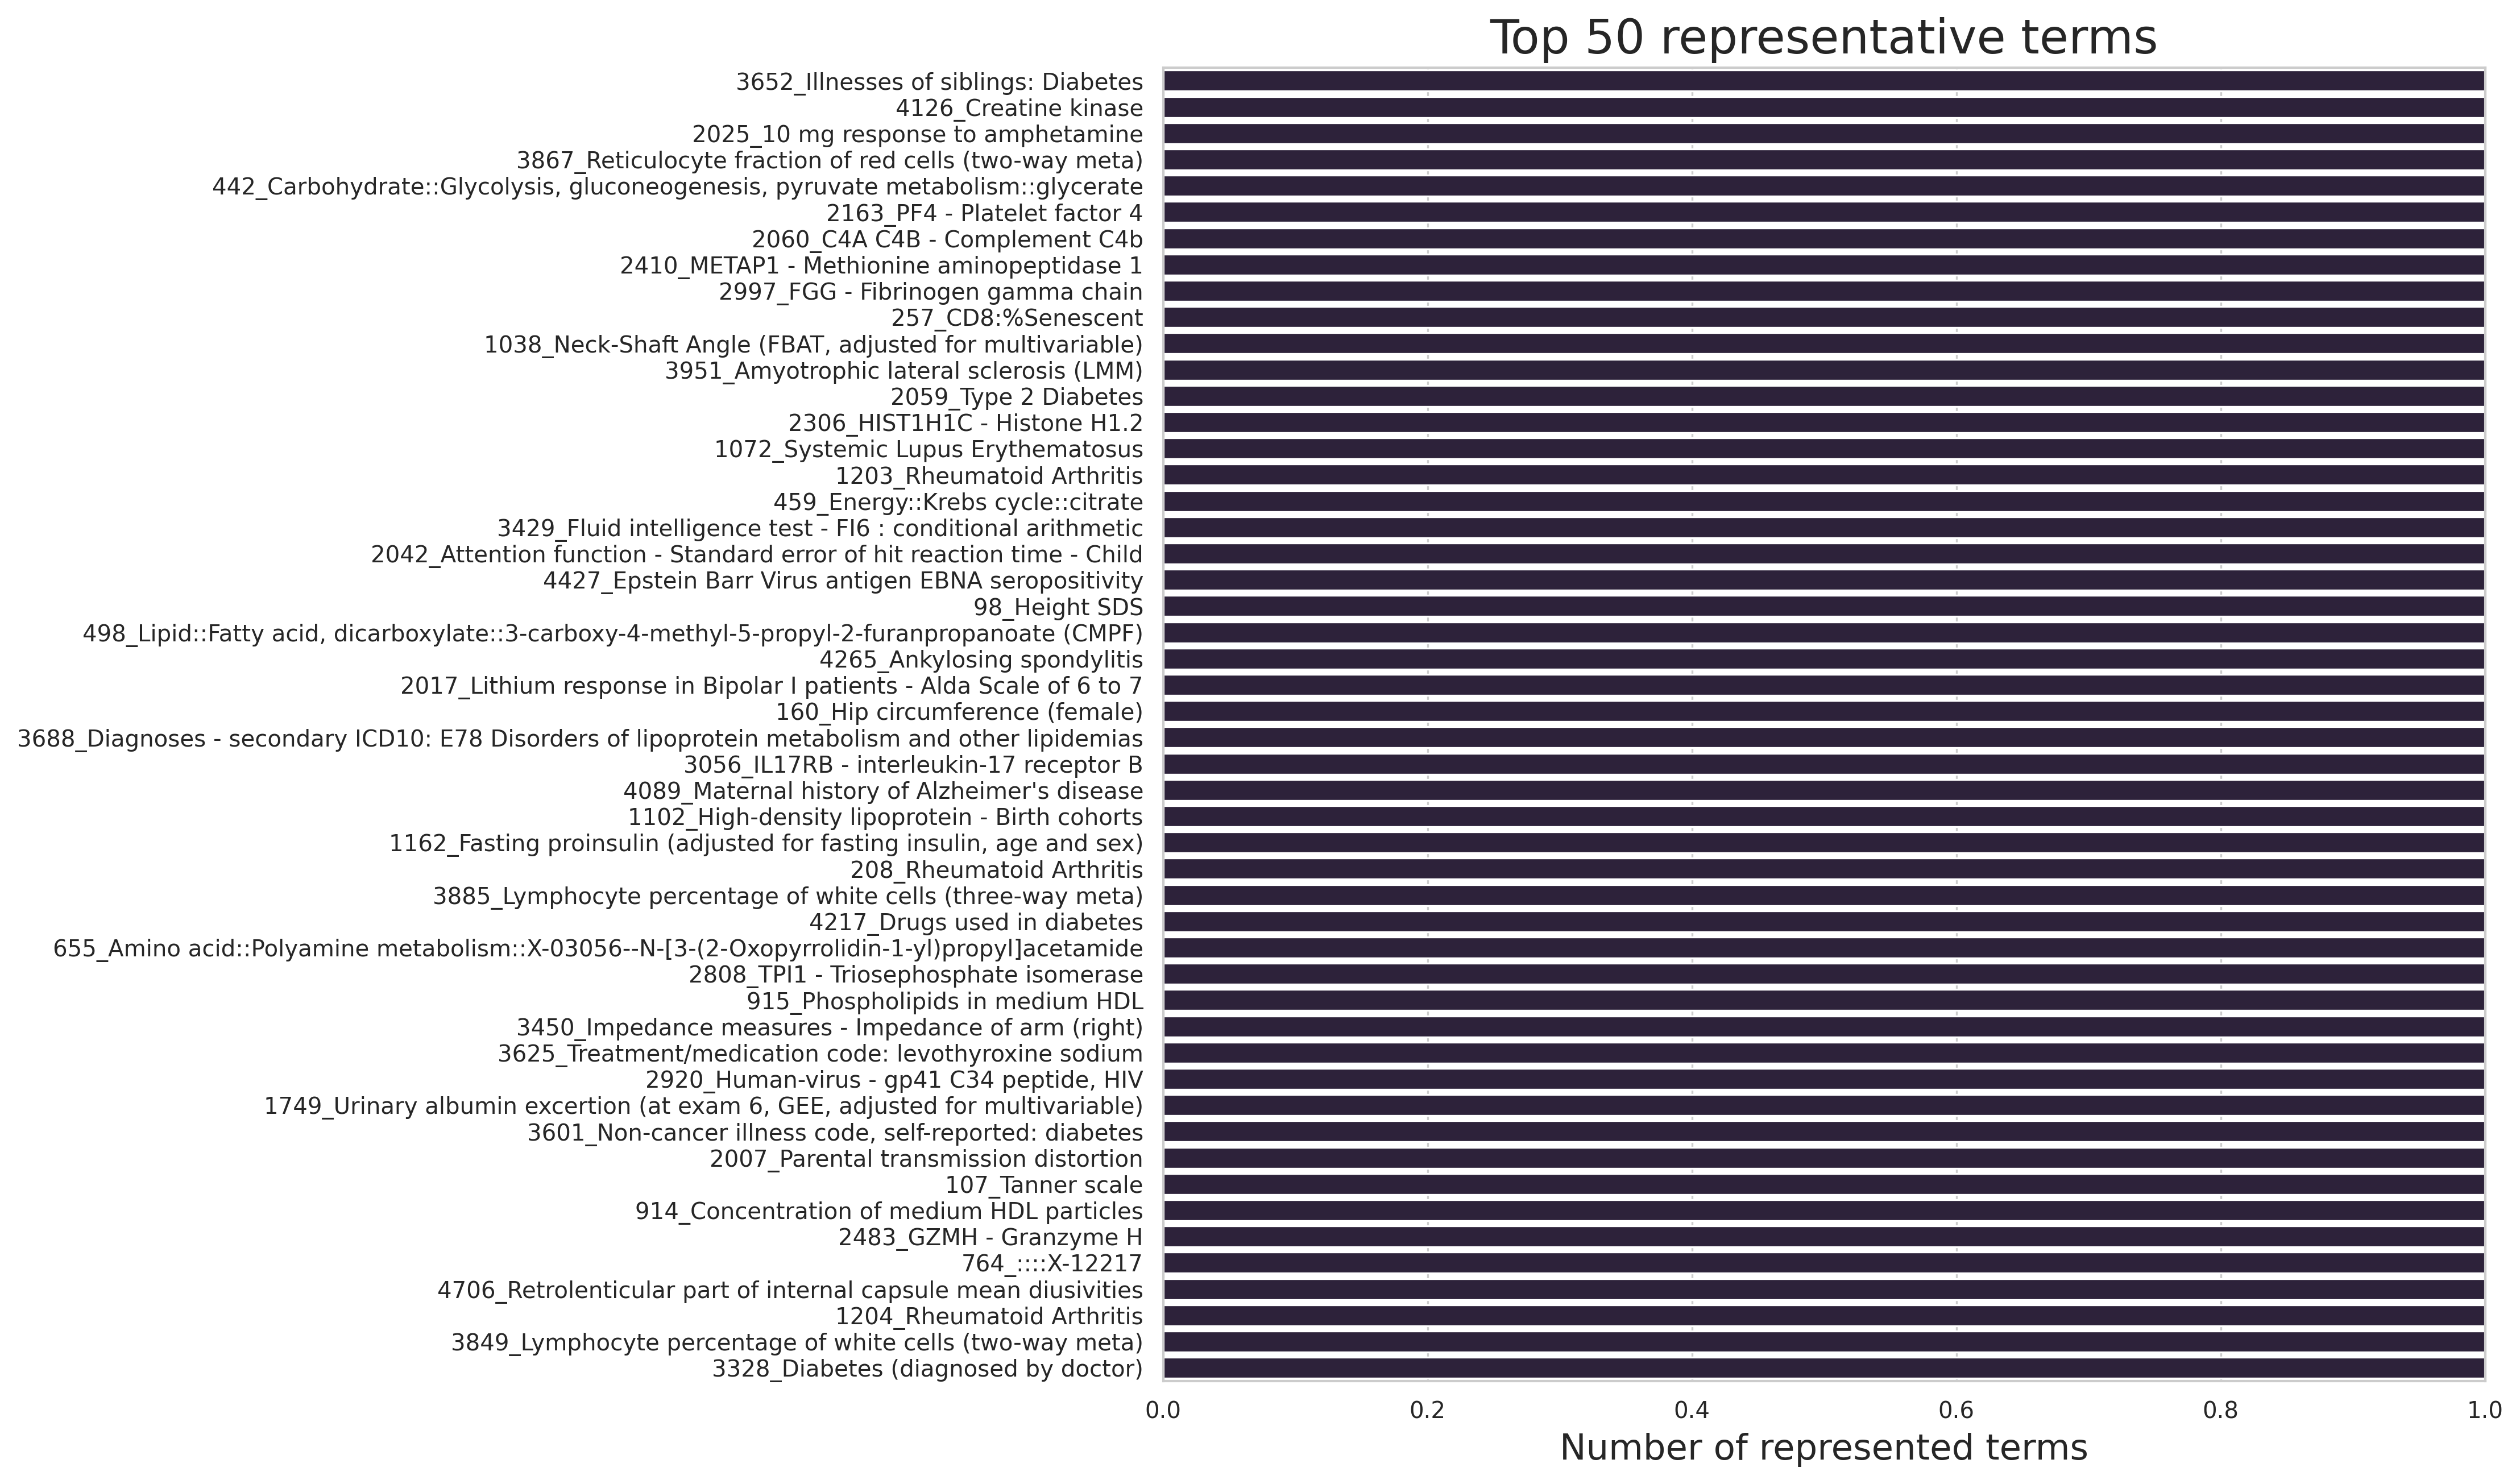 Top 50 representative terms
3652_Illnesses of siblings: Diabetes
4126_Creatine kinase
2025_10 mg response to amphetamine
3867_Reticulocyte fraction of red cells (two-way meta)
442_Carbohydrate::Glycolysis, gluconeogenesis, pyruvate metabolism::glycerate
2163_PF4 - Platelet factor 4
2060_C4A C4B - Complement C4b
2410_METAP1 - Methionine aminopeptidase 1
2997_FGG - Fibrinogen gamma chain
257_CD8:%Senescent
1038_Neck-Shaft Angle (FBAT, adjusted for multivariable)
3951_Amyotrophic lateral sclerosis (LMM)
2059_Type 2 Diabetes
2306_HIST1H1C - Histone H1.2
1072_Systemic Lupus Erythematosus
1203_Rheumatoid Arthritis
459_Energy::Krebs cycle::citrate
3429_Fluid intelligence test - FI6 : conditional arithmetic
2042_Attention function - Standard error of hit reaction time - Child
4427_Epstein Barr Virus antigen EBNA seropositivity
98_Height SDS
498_Lipid::Fatty acid, dicarboxylate::3-carboxy-4-methyl-5-propyl-2-furanpropanoate (CMPF)
4265_Ankylosing spondylitis
2017_Lithium response in Bipolar I patients - Alda Scale of 6 to 7
160_Hip circumference (female)
3688_Diagnoses - secondary ICD10: E78 Disorders of lipoprotein metabolism and other lipidemias
3056_IL17RB - interleukin-17 receptor B
4089_Maternal history of Alzheimer's disease
1102_High-density lipoprotein - Birth cohorts
1162_Fasting proinsulin (adjusted for fasting insulin, age and sex)
208_Rheumatoid Arthritis
3885_Lymphocyte percentage of white cells (three-way meta)
4217_Drugs used in diabetes
655_Amino acid::Polyamine metabolism::X-03056--N-[3-(2-Oxopyrrolidin-1-yl)propyl]acetamide
2808_TPI1 - Triosephosphate isomerase
915_Phospholipids in medium HDL
3450_Impedance measures - Impedance of arm (right)
3625_Treatment/medication code: levothyroxine sodium
2920_Human-virus - gp41 C34 peptide, HIV
1749_Urinary albumin excertion (at exam 6, GEE, adjusted for multivariable)
3601_Non-cancer illness code, self-reported: diabetes
2007_Parental transmission distortion
107_Tanner scale
914_Concentration of medium HDL particles
2483_GZMH - Granzyme H
764_::::X-12217
4706_Retrolenticular part of internal capsule mean diusivities
1204_Rheumatoid Arthritis
3849_Lymphocyte percentage of white cells (two-way meta)
3328_Diabetes (diagnosed by doctor)
0.0 0.2 0.4 0.6 0.8 1.0
Number of represented terms